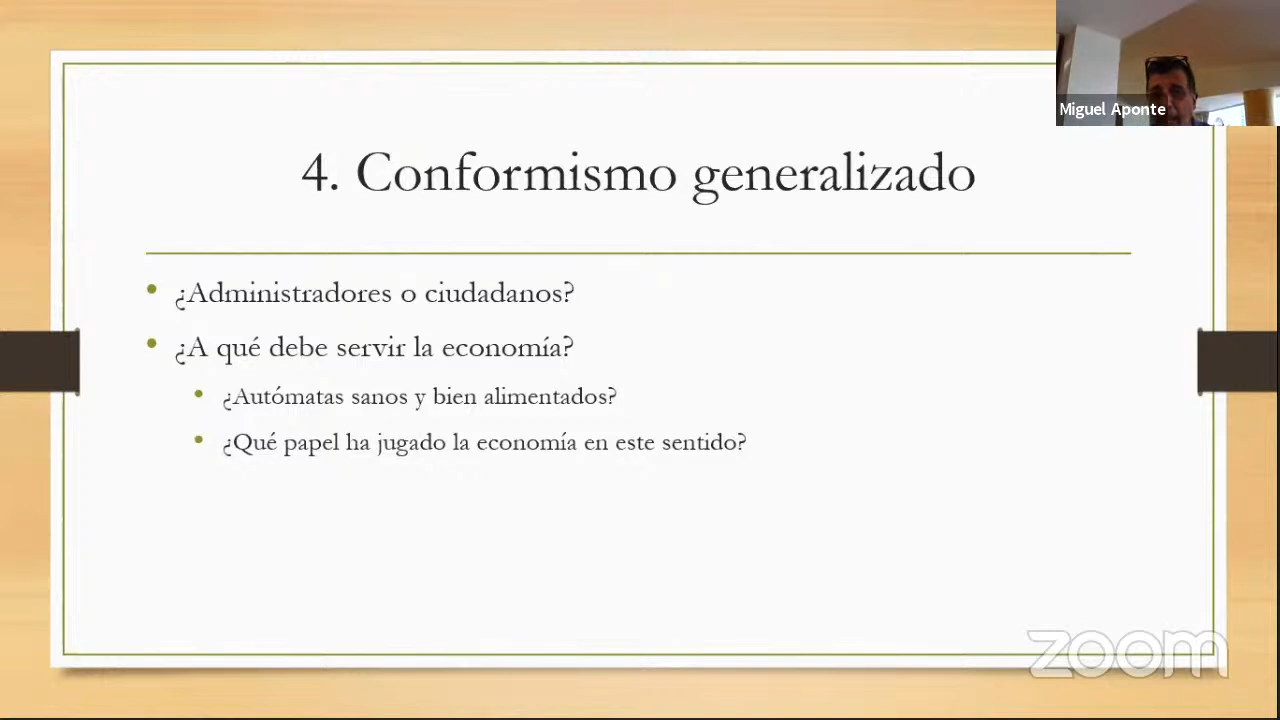 Miguel Aponte
4. Conformismo generalizado
• ¿Administradores o ciudadanos?
• ¿A qué debe servir la economía?
• ¿Autómatas sanos y bien alimentados?
• ¿Qué papel ha jugado la economía en este sentido?
zoom